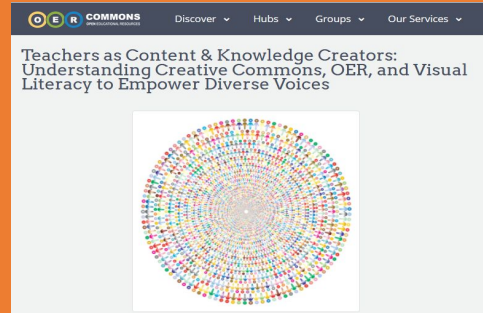 OER COMMONS
OPEN EDUCATIONAL RESOURCES
Discover Hubs Groups Our Services
Teachers as Content & Knowledge Creators:
Understanding Creative Commons, OER, and Visual
Literacy to Empower Diverse Voices